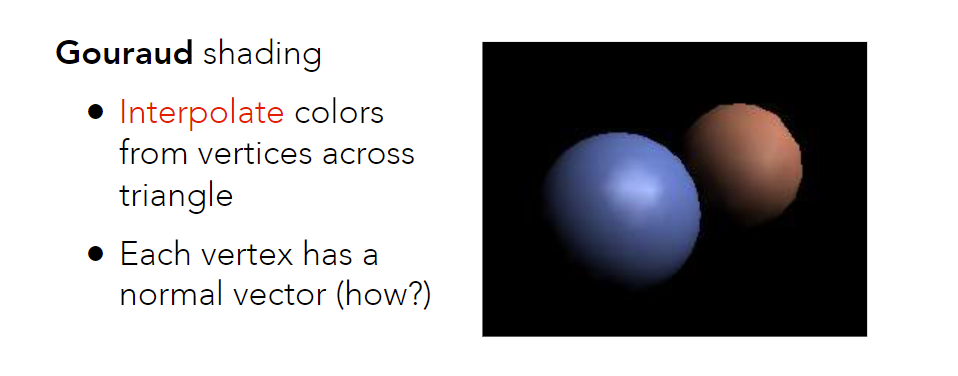 Gouraud shading
• Interpolate colors
from vertices across
triangle
• Each vertex has a
normal vector (how?)